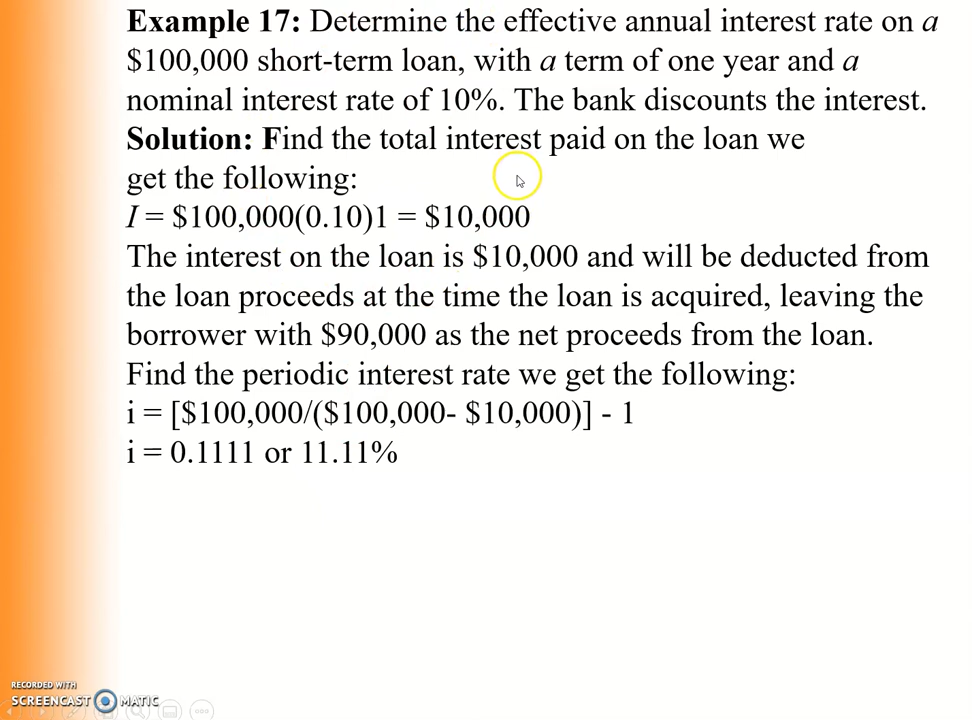 Example 17: Determine the effective annual interest rate on a
$100,000 short-term loan, with a term of one year and a
nominal interest rate of 10%. The bank discounts the interest.
Solution: Find the total interest paid on the loan we
get the following:
I = $100,000(0.10)1 = $10,000
The interest on the loan is $10,000 and will be deducted from
the loan proceeds at the time the loan is acquired, leaving the
borrower with $90,000 as the net proceeds from the loan.
Find the periodic interest rate we get the following:
i = [$100,000/($100,000- $10,000)] - 1
i = 0.1111 or 11.11%
RECORDED WITH
SCREENCAST MATIC